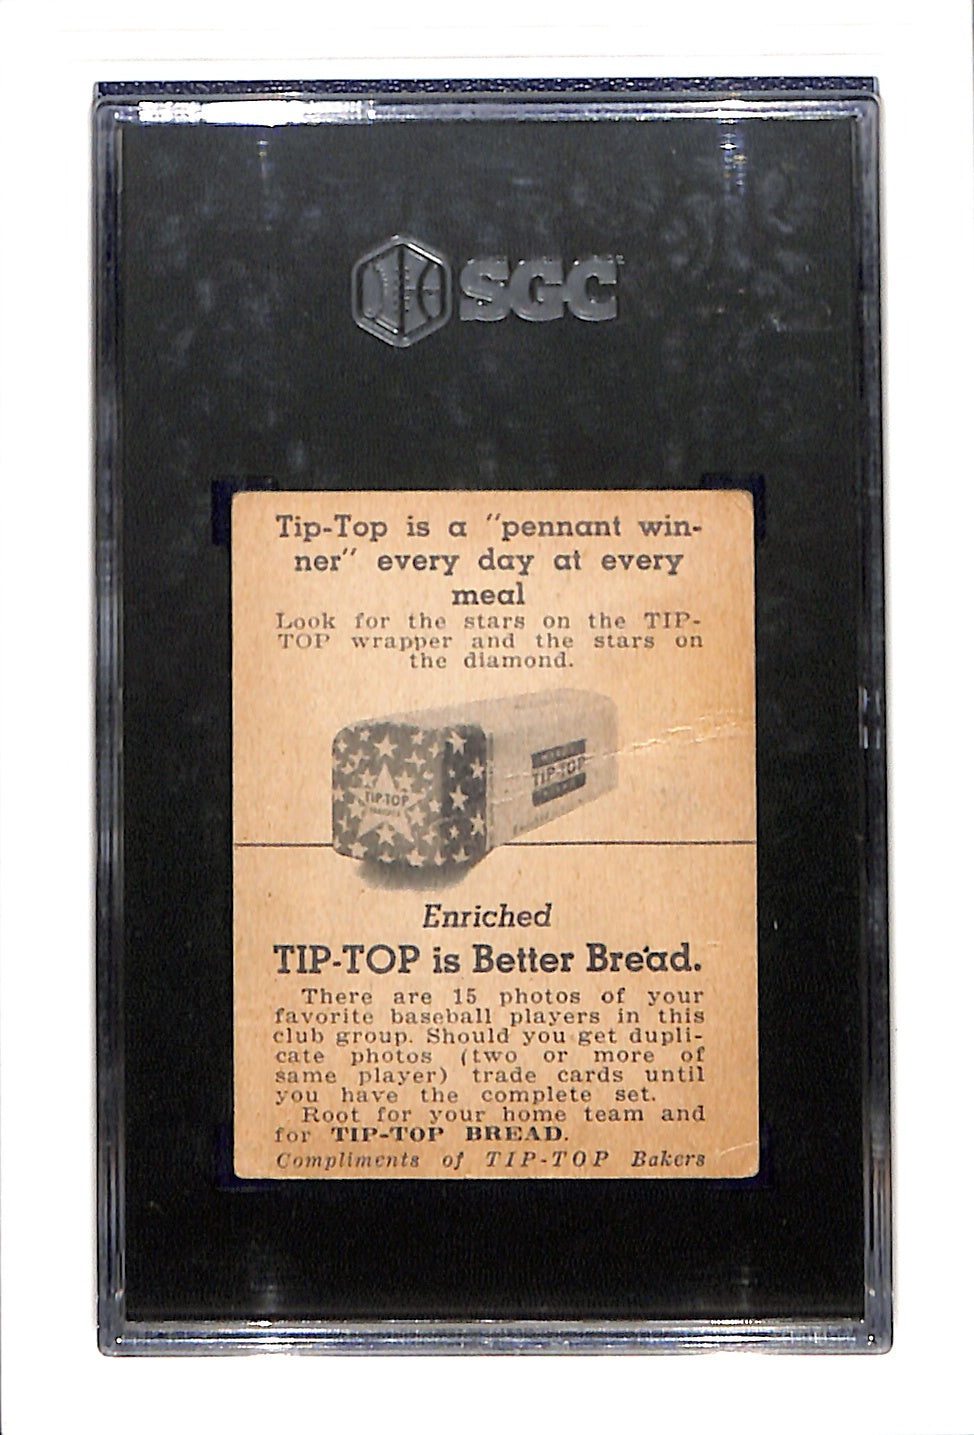 SGC
Tip-Top is a "pennant win-
ner" every day at every
meal
Look for the stars on the TIP-
TOP wrapper and the stars on
the diamond.
TIP-TOP
TIP-TOP
Enriched
TIP-TOP is Better Bread.
There are 15 photos of your
favorite baseball players in this
club group. Should you get dupli-
cate photos (two or more of
same player) trade cards until
you have the complete set.
Root for your home team and
for TIP-TOP BREAD.
Compliments of TIP-TOP Bakers